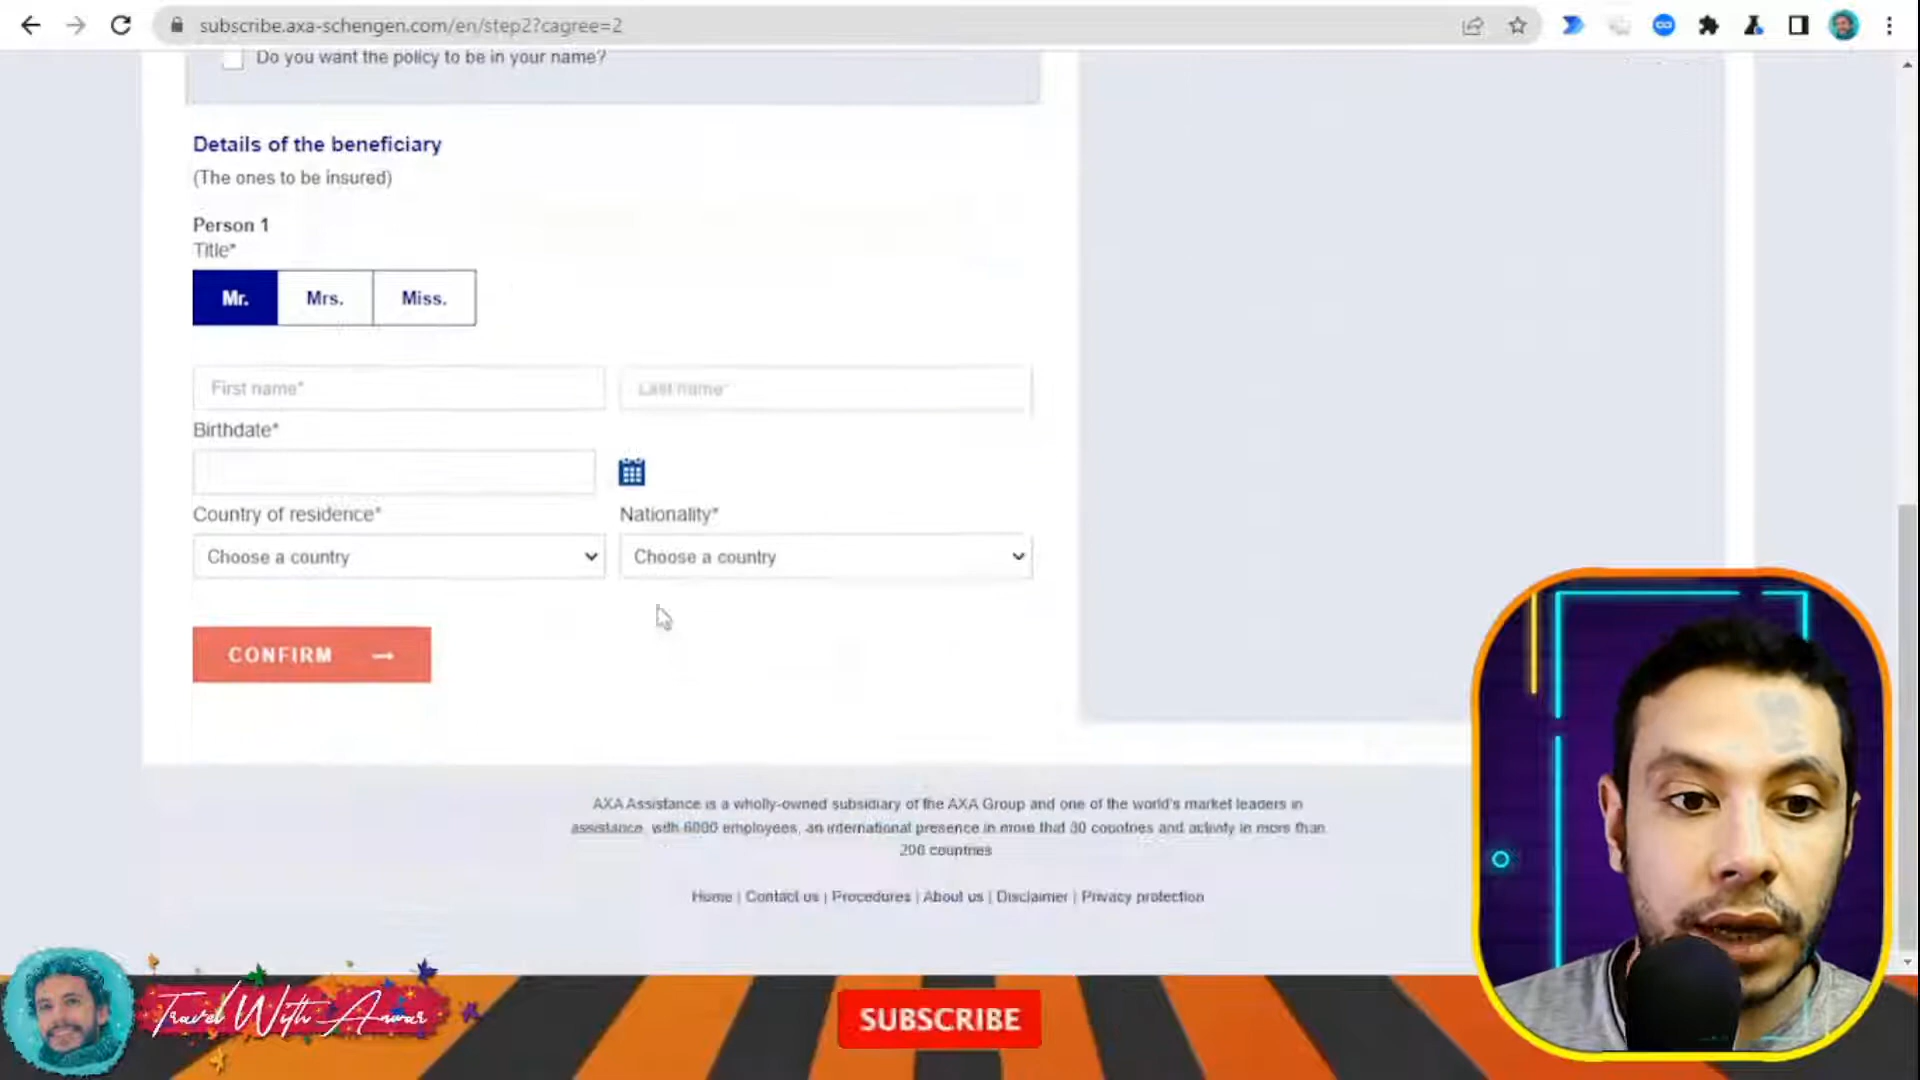 subscribe.axa-schengen.com/en/step2?cagree=2
Do you want the policy to be in your name?
Details of the beneficiary
(The ones to be insured)
Person 1
Title*
Mr. Mrs. Miss.
First name* Last name*
Birthdate*
Country of residence* Nationality*
Choose a country Choose a country
CONFIRM →
AXA Assistance is a wholly-owned subsidiary of the AXA Group and one of the world's market leaders in
assistance, with 6000 employees, an international presence in more that 30 countries and activity in more than
200 countries
Home | Contact us | Procedures | About us | Disclaimer | Privacy protection
Travel With Anwar
SUBSCRIBE